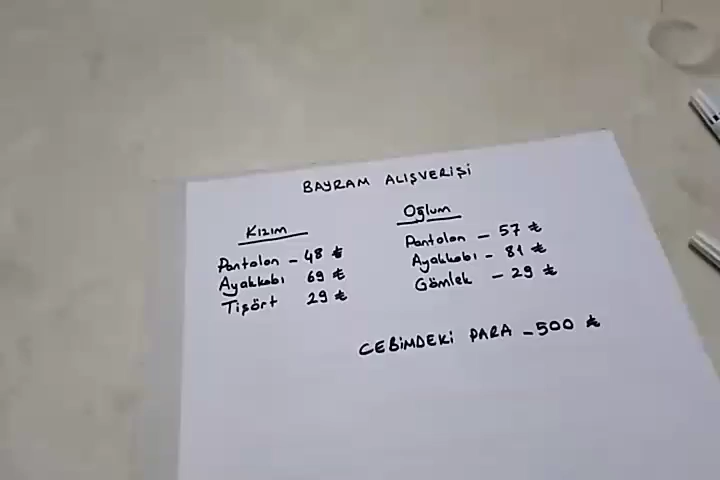 BAYRAM ALIŞVERİŞİ
Kızım
Pantolon - 48 ₺
Ayakkabı 69 ₺
Tişört 29 ₺
Oğlum
Pantolon - 57 ₺
Ayakkabı - 81 ₺
Gömlek - 29 ₺
CEBİMDEKİ PARA - 500 ₺